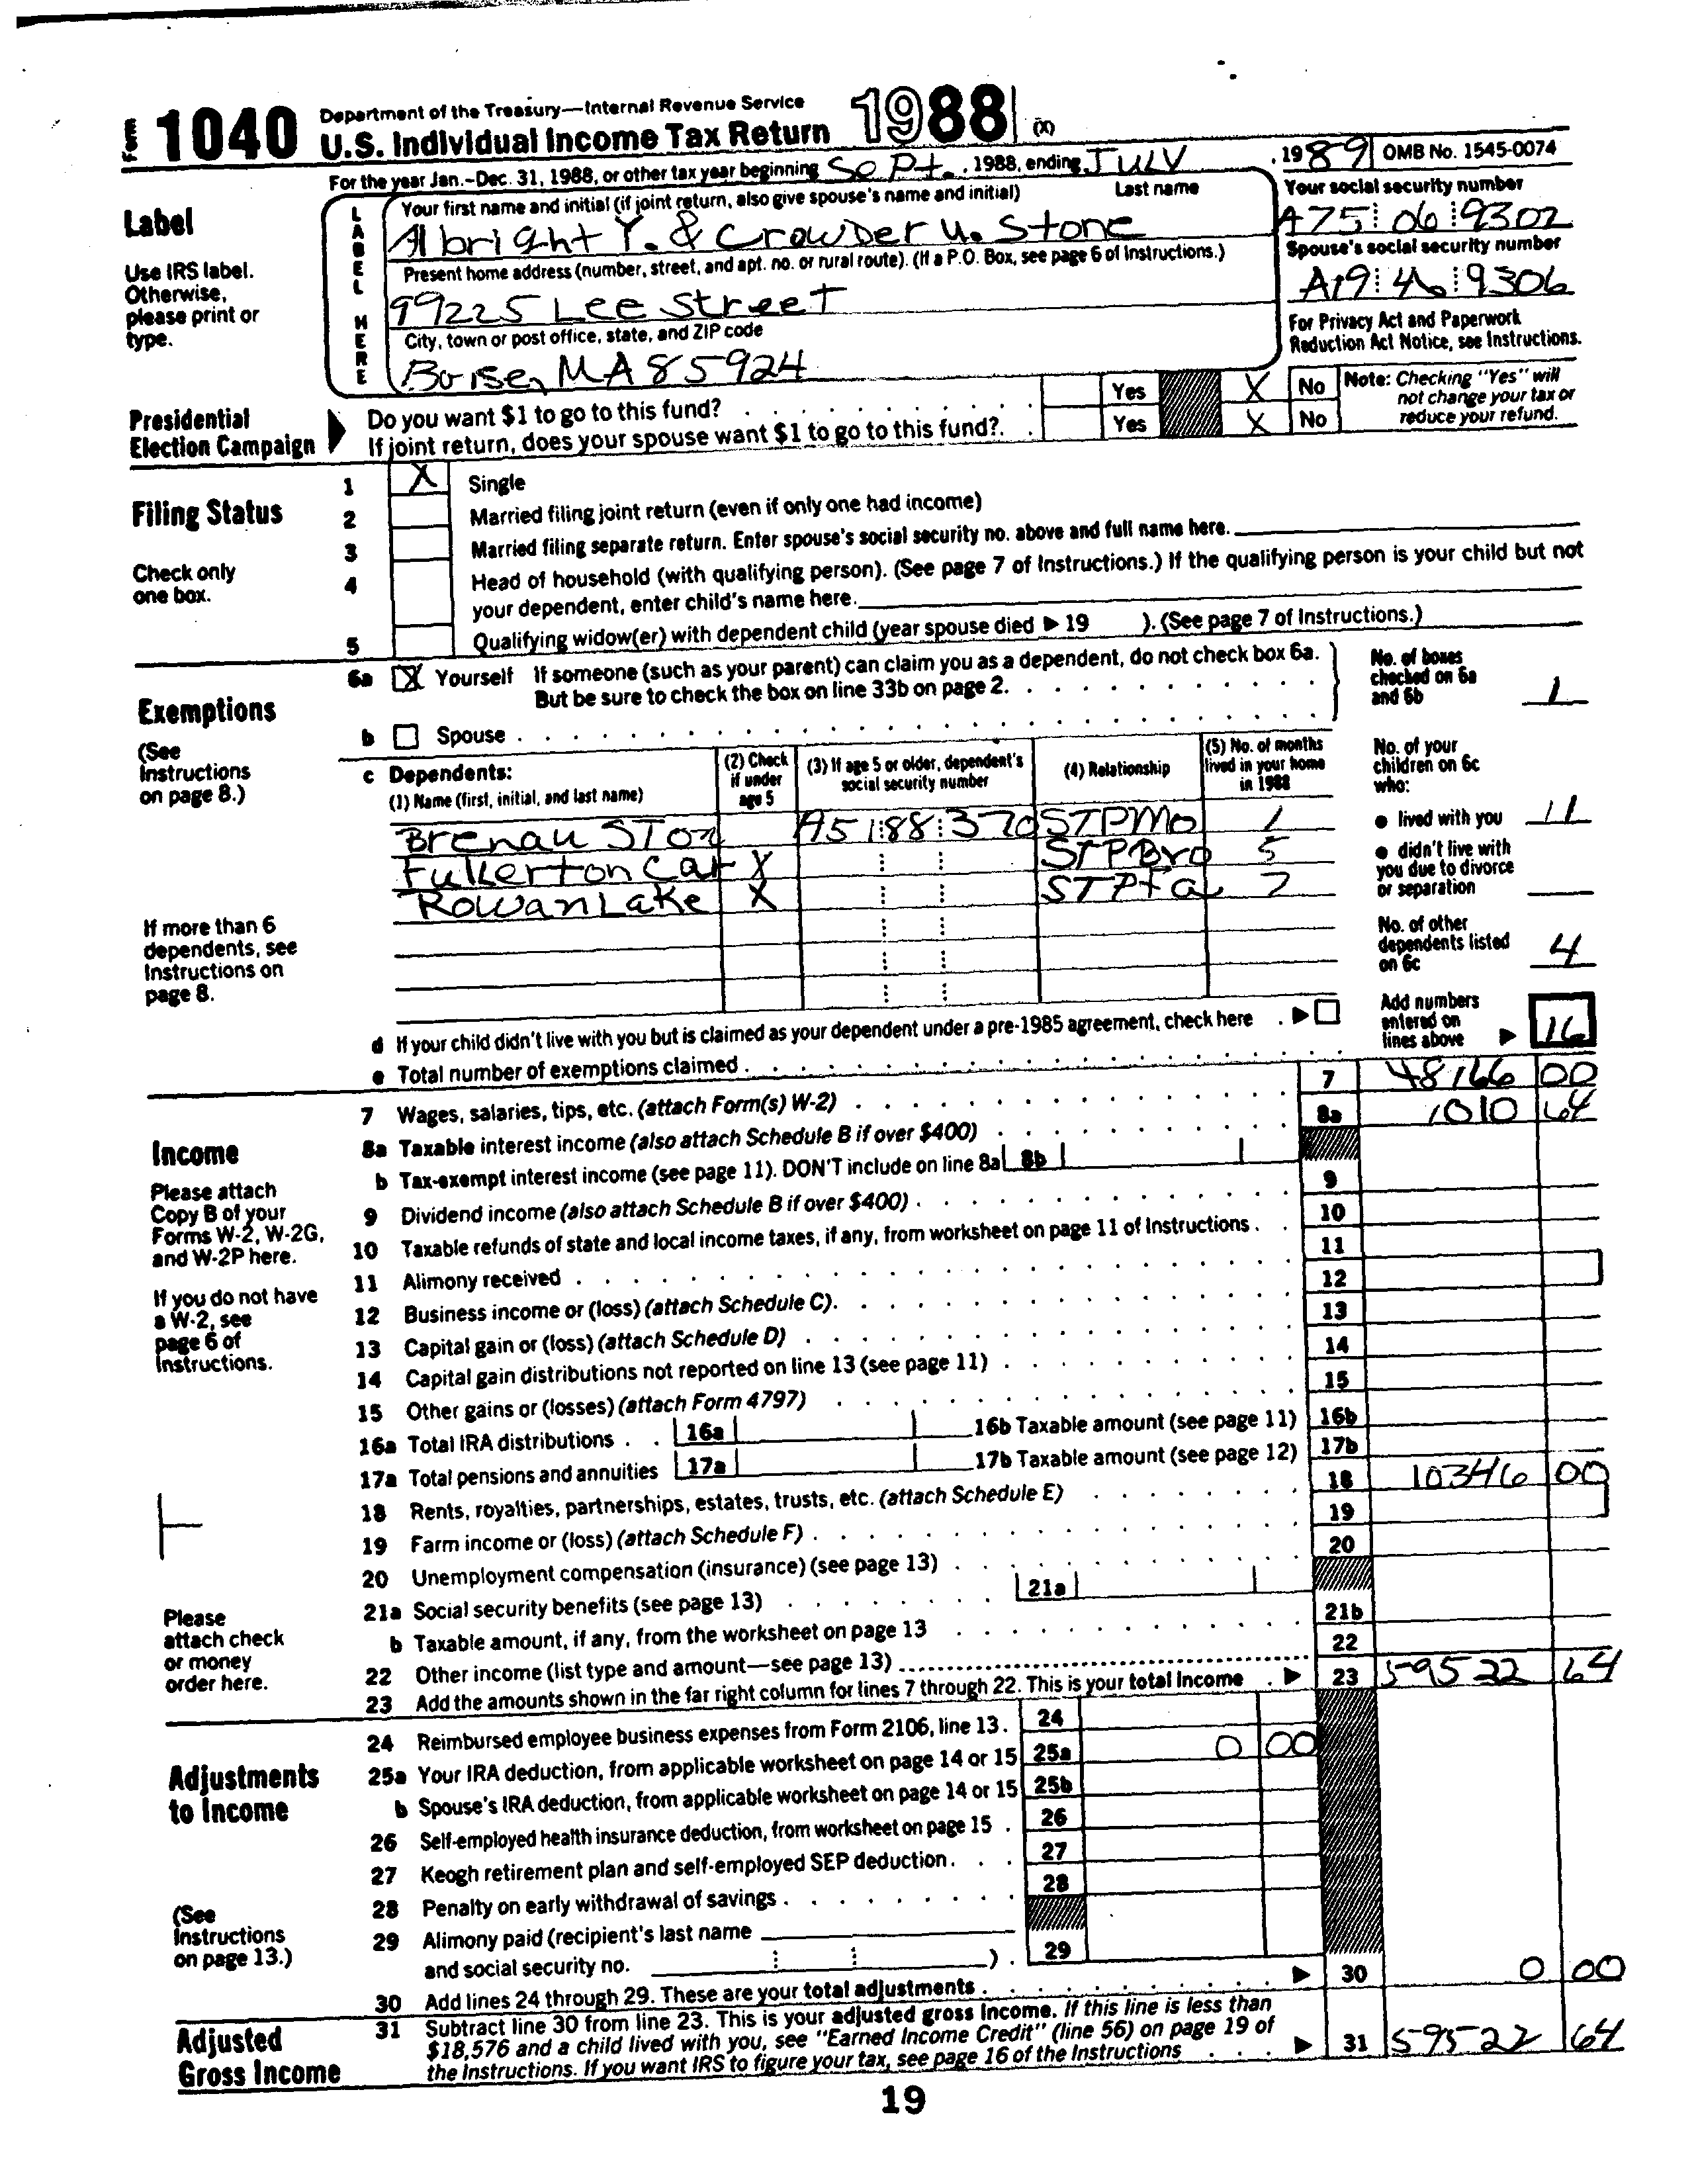 Form 1040 Department of the Treasury—Internal Revenue Service
U.S. Individual Income Tax Return 1988 (X)
For the year Jan.–Dec. 31, 1988, or other tax year beginning Sept. , 1988, ending JULY , 1989 OMB No. 1545-0074
Label
Use IRS label.
Otherwise,
please print or
type.
LABEL HERE
Your first name and initial (if joint return, also give spouse's name and initial) Last name
Albright Y. & Crowder U. Stone
Present home address (number, street, and apt. no. or rural route). (If a P.O. Box, see page 6 of Instructions.)
99225 Lee Street
City, town or post office, state, and ZIP code
Boise, MA 85924
Your social security number
A75 06 9302
Spouse's social security number
A19 46 9306
For Privacy Act and Paperwork
Reduction Act Notice, see Instructions.
Presidential
Election Campaign
Do you want $1 to go to this fund? Yes X No
If joint return, does your spouse want $1 to go to this fund?. Yes X No
Note: Checking "Yes" will
not change your tax or
reduce your refund.
Filing Status
Check only
one box.
1 X Single
2 Married filing joint return (even if only one had income)
3 Married filing separate return. Enter spouse's social security no. above and full name here.
4 Head of household (with qualifying person). (See page 7 of Instructions.) If the qualifying person is your child but not
your dependent, enter child's name here.
5 Qualifying widow(er) with dependent child (year spouse died ▶ 19 ). (See page 7 of Instructions.)
Exemptions
(See
Instructions
on page 8.)
If more than 6
dependents, see
Instructions on
page 8.
6a X Yourself If someone (such as your parent) can claim you as a dependent, do not check box 6a.
But be sure to check the box on line 33b on page 2.
b Spouse
c Dependents:
(1) Name (first, initial, and last name)
(2) Check
if under
age 5
(3) If age 5 or older, dependent's
social security number
(4) Relationship
(5) No. of months
lived in your home
in 1988
Brenau Ston A51 88 370 STPMo 1
Fullerton Car X STPBro 5
Rowan Lake X STPFa 7
d If your child didn't live with you but is claimed as your dependent under a pre-1985 agreement, check here ▶
e Total number of exemptions claimed
No. of boxes
checked on 6a
and 6b 1
No. of your
children on 6c
who:
● lived with you 11
● didn't live with
you due to divorce
or separation
No. of other
dependents listed
on 6c 4
Add numbers
entered on
lines above ▶ 16
Income
Please attach
Copy B of your
Forms W-2, W-2G,
and W-2P here.
If you do not have
a W-2, see
page 6 of
Instructions.
Please
attach check
or money
order here.
7 Wages, salaries, tips, etc. (attach Form(s) W-2) 7 48166 00
8a Taxable interest income (also attach Schedule B if over $400) 8a 1010 64
b Tax-exempt interest income (see page 11). DON'T include on line 8a 8b
9 Dividend income (also attach Schedule B if over $400) 9
10 Taxable refunds of state and local income taxes, if any, from worksheet on page 11 of Instructions 10
11 Alimony received 11
12 Business income or (loss) (attach Schedule C). 12
13 Capital gain or (loss) (attach Schedule D) 13
14 Capital gain distributions not reported on line 13 (see page 11) 14
15 Other gains or (losses) (attach Form 4797) 15
16a Total IRA distributions 16a 16b Taxable amount (see page 11) 16b
17a Total pensions and annuities 17a 17b Taxable amount (see page 12) 17b
18 Rents, royalties, partnerships, estates, trusts, etc. (attach Schedule E) 18 10346 00
19 Farm income or (loss) (attach Schedule F) 19
20 Unemployment compensation (insurance) (see page 13) 20
21a Social security benefits (see page 13) 21a
b Taxable amount, if any, from the worksheet on page 13 21b
22 Other income (list type and amount—see page 13) 22
23 Add the amounts shown in the far right column for lines 7 through 22. This is your total income ▶ 23 59522 64
Adjustments
to Income
(See
Instructions
on page 13.)
24 Reimbursed employee business expenses from Form 2106, line 13. 24
25a Your IRA deduction, from applicable worksheet on page 14 or 15 25a 0 00
b Spouse's IRA deduction, from applicable worksheet on page 14 or 15 25b
26 Self-employed health insurance deduction, from worksheet on page 15 26
27 Keogh retirement plan and self-employed SEP deduction 27
28 Penalty on early withdrawal of savings 28
29 Alimony paid (recipient's last name
and social security no. ) 29
30 Add lines 24 through 29. These are your total adjustments ▶ 30 0 00
Adjusted
Gross Income
31 Subtract line 30 from line 23. This is your adjusted gross income. If this line is less than
$18,576 and a child lived with you, see "Earned Income Credit" (line 56) on page 19 of
the Instructions. If you want IRS to figure your tax, see page 16 of the Instructions ▶ 31 59522 64
19